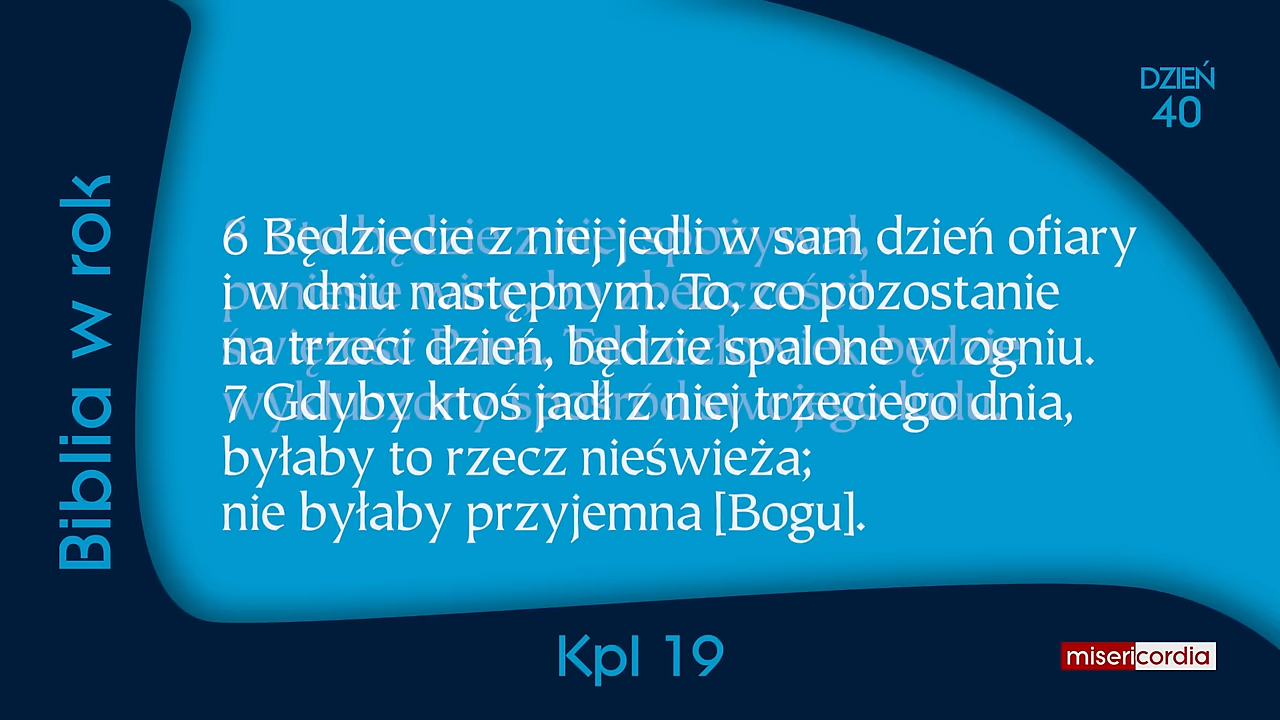 DZIEŃ
40
Biblia w rok
6 Będziecie z niej jedli w sam dzień ofiary
i w dniu następnym. To, co pozostanie
na trzeci dzień, będzie spalone w ogniu.
7 Gdyby ktoś jadł z niej trzeciego dnia,
byłaby to rzecz nieświeża;
nie byłaby przyjemna [Bogu].
Kpl 19
misericordia